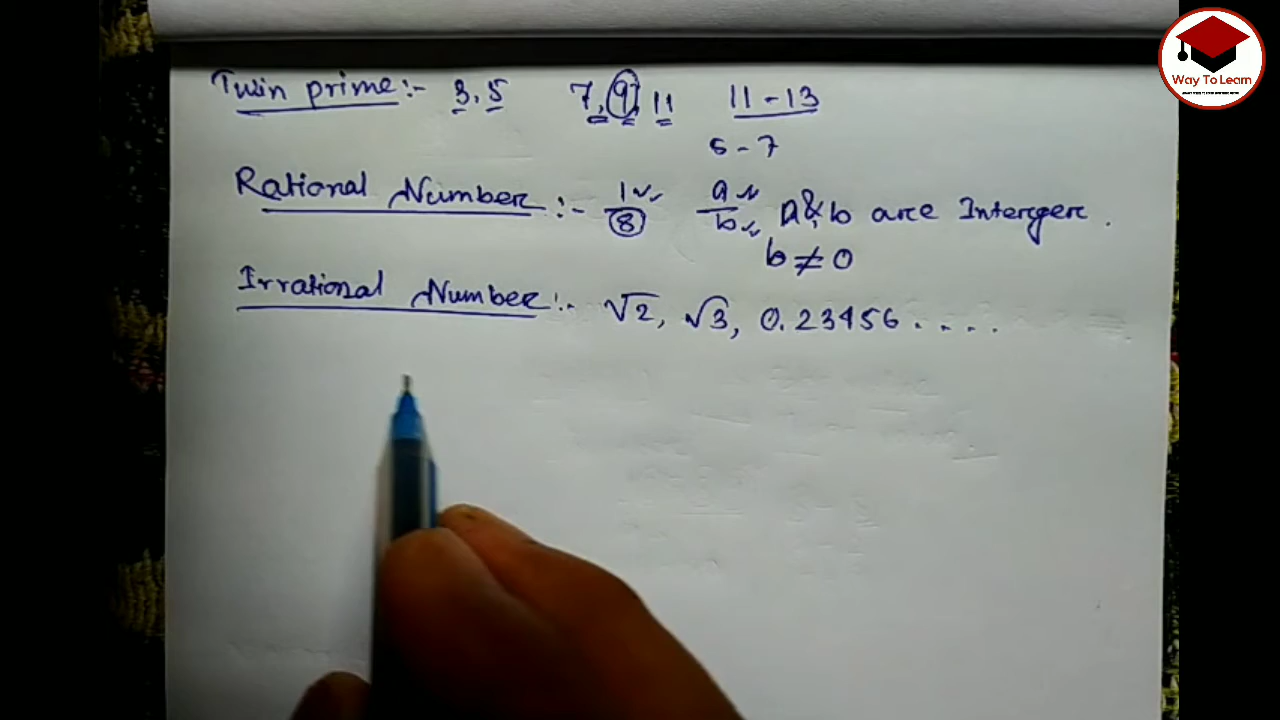 Twin prime :- 3, 5 7, 9, 11 11 - 13
5 - 7
Rational Number :- 1/8 a/b a & b are Interger.
b ≠ 0
Irrational Number :- √2, √3, 0.23456....
Way To Learn